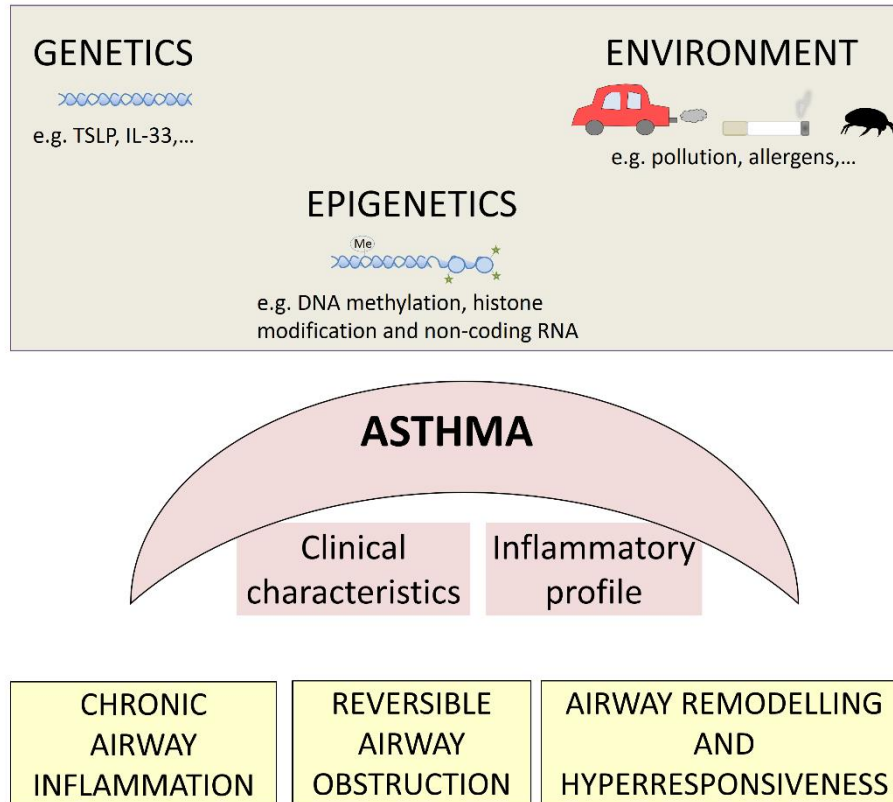 GENETICS
e.g. TSLP, IL-33,...
ENVIRONMENT
e.g. pollution, allergens,...
EPIGENETICS
Me
e.g. DNA methylation, histone
modification and non-coding RNA
ASTHMA
Clinical
characteristics
Inflammatory
profile
CHRONIC
AIRWAY
INFLAMMATION
REVERSIBLE
AIRWAY
OBSTRUCTION
AIRWAY REMODELLING
AND
HYPERRESPONSIVENESS